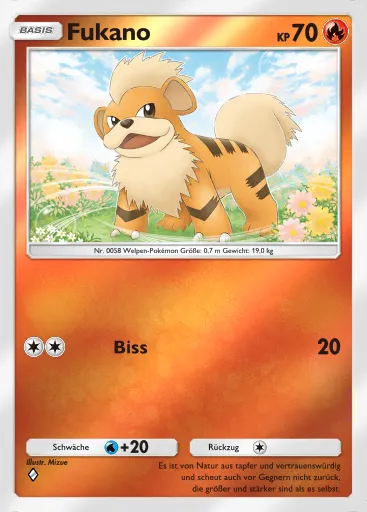 BASIS Fukano KP 70
Nr. 0058 Welpen-Pokémon Größe: 0,7 m Gewicht: 19,0 kg
Biss 20
Schwäche +20 Rückzug
Illustr. Mizue
Es ist von Natur aus tapfer und vertrauenswürdig
und scheut auch vor Gegnern nicht zurück,
die größer und stärker sind als es selbst.